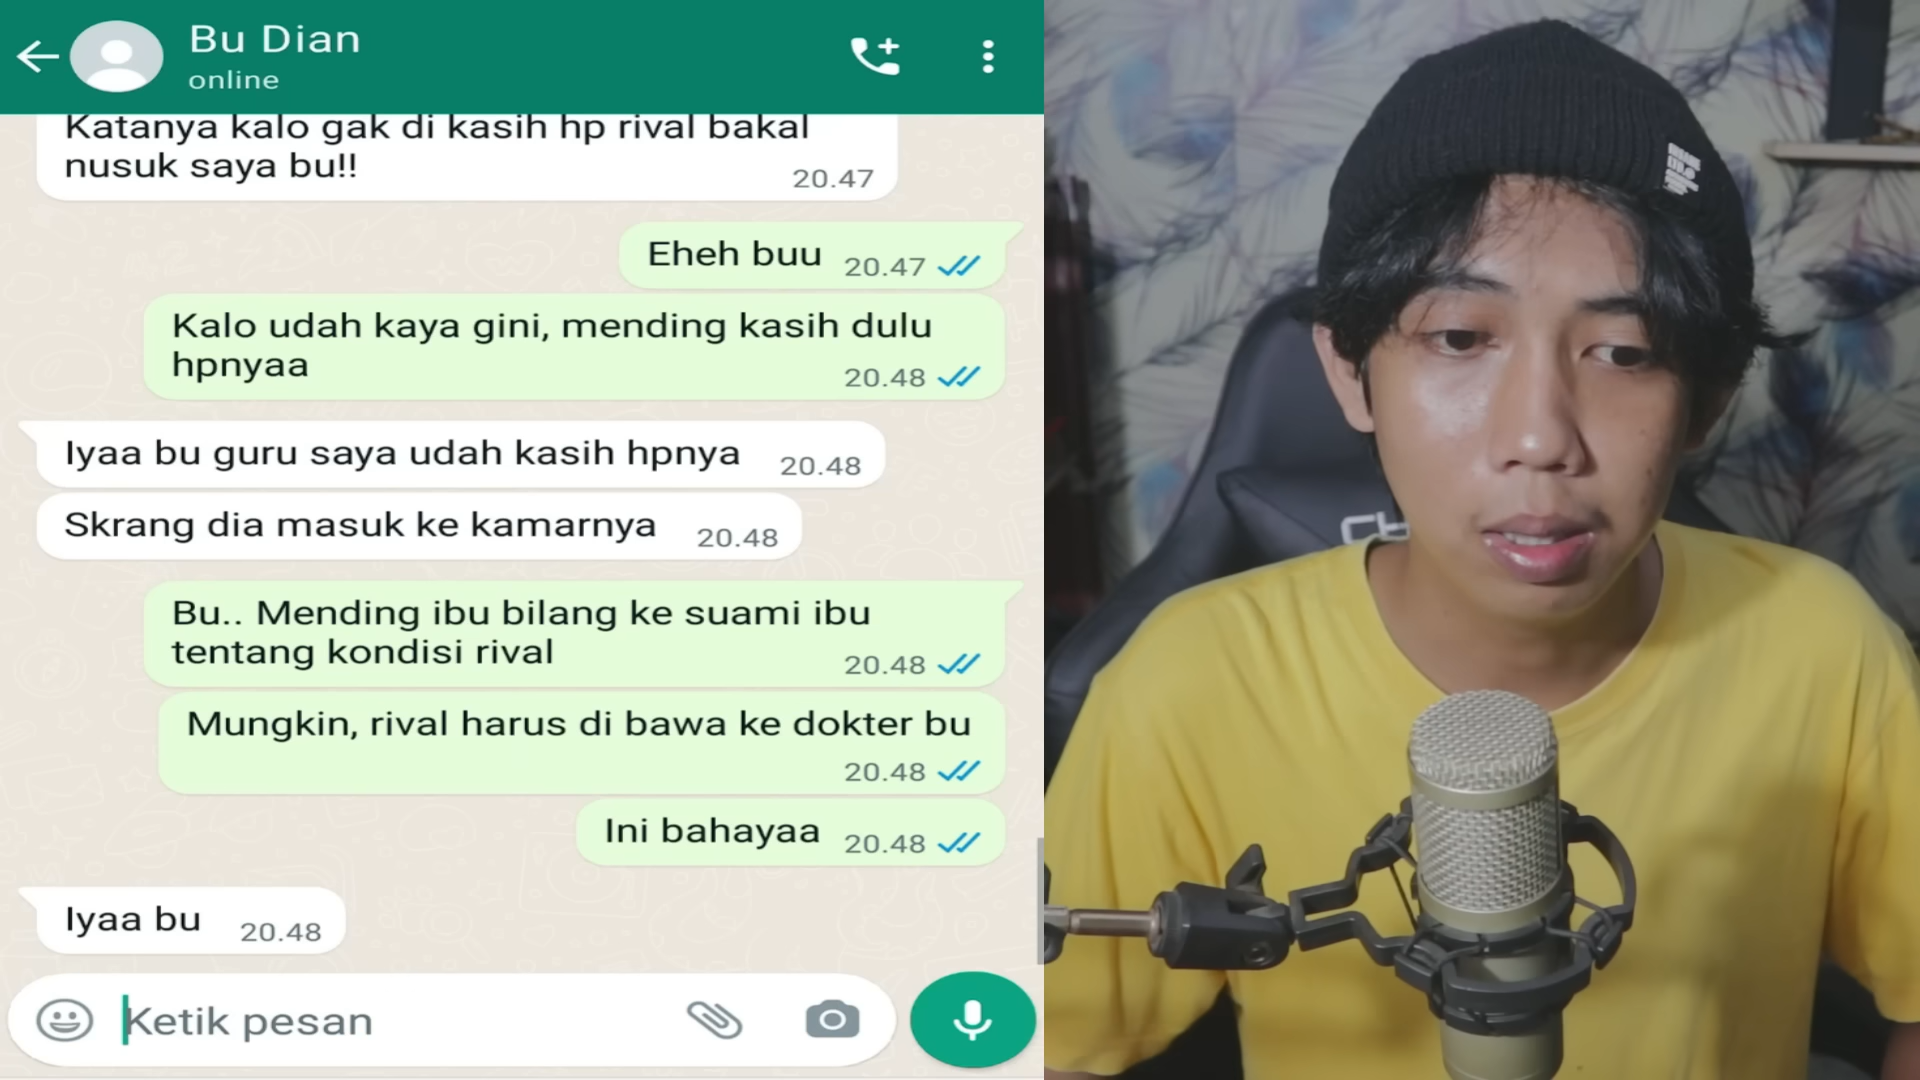 Bu Dian
online
Katanya kalo gak di kasih hp rival bakal
nusuk saya bu!!
20.47
Eheh buu
20.47
Kalo udah kaya gini, mending kasih dulu
hpnyaa
20.48
Iyaa bu guru saya udah kasih hpnya
20.48
Skrang dia masuk ke kamarnya
20.48
Bu.. Mending ibu bilang ke suami ibu
tentang kondisi rival
20.48
Mungkin, rival harus di bawa ke dokter bu
20.48
Ini bahayaa
20.48
Iyaa bu
20.48
Ketik pesan